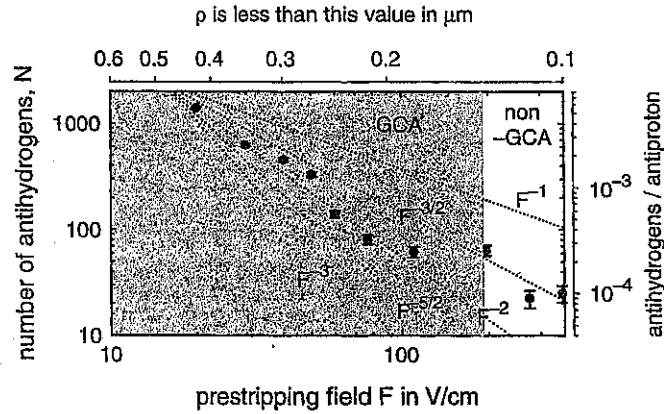 ρ is less than this value in μm
0.6 0.5 0.4 0.3 0.2 0.1
number of antihydrogens, N
1000
100
10
GCA
non
-GCA
F⁻¹
F⁻³/²
F⁻³
F⁻⁵/²
F⁻²
10⁻³
10⁻⁴
antihydrogens / antiproton
10 100
prestripping field F in V/cm